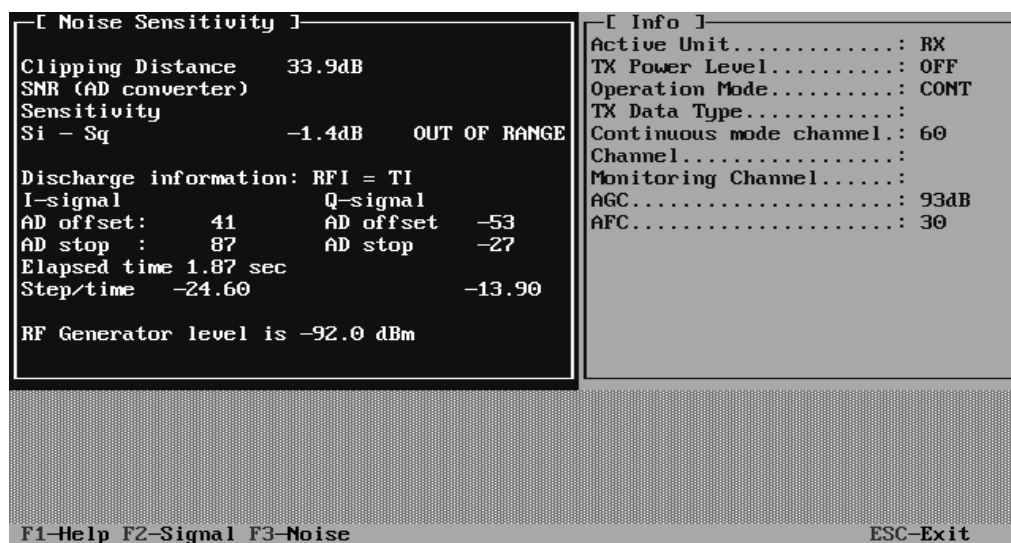 [ Noise Sensitivity ]
Clipping Distance 33.9dB
SNR (AD converter)
Sensitivity
Si - Sq -1.4dB OUT OF RANGE
Discharge information: RFI = TI
I-signal Q-signal
AD offset: 41 AD offset -53
AD stop : 87 AD stop -27
Elapsed time 1.87 sec
Step/time -24.60 -13.90
RF Generator level is -92.0 dBm
[ Info ]
Active Unit.............: RX
TX Power Level..........: OFF
Operation Mode..........: CONT
TX Data Type............:
Continuous mode channel.: 60
Channel.................:
Monitoring Channel......:
AGC.....................: 93dB
AFC.....................: 30
F1-Help F2-Signal F3-Noise ESC-Exit